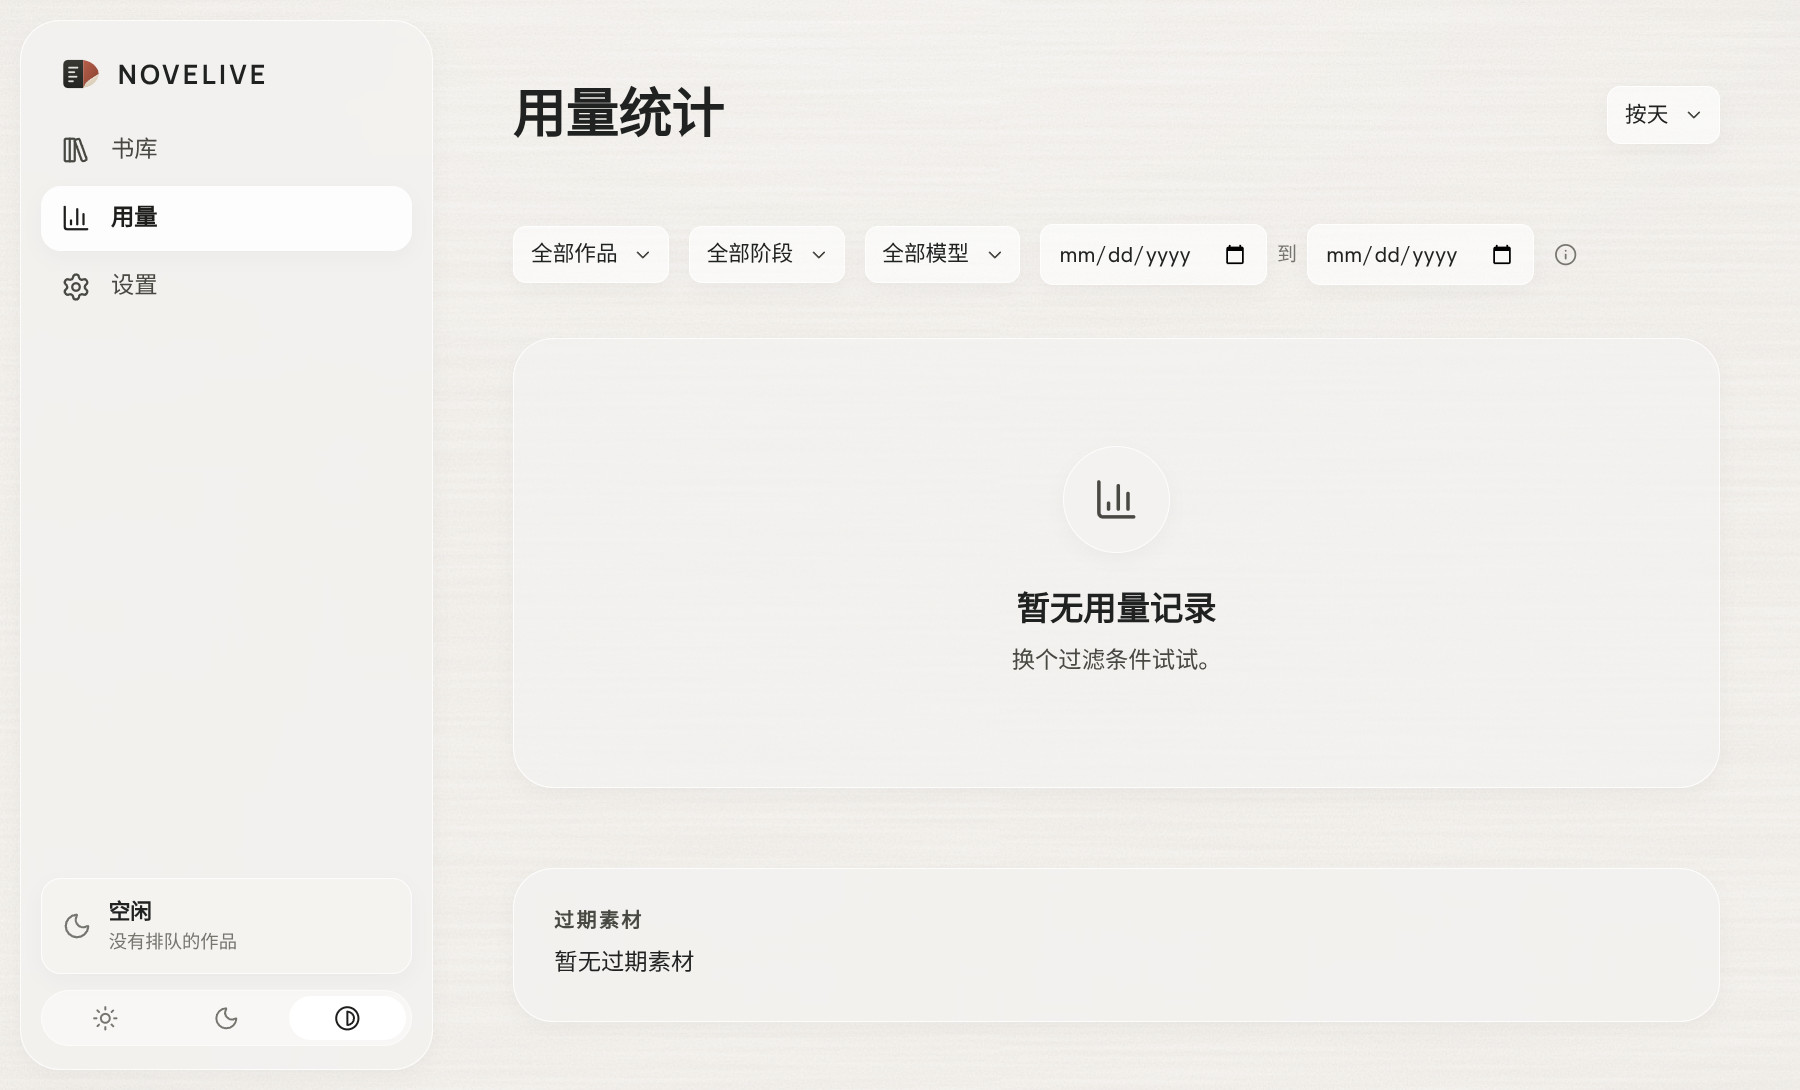 NOVELIVE
书库
用量
设置
空闲
没有排队的作品
用量统计
按天
全部作品
全部阶段
全部模型
mm/dd/yyyy
到
mm/dd/yyyy
暂无用量记录
换个过滤条件试试。
过期素材
暂无过期素材